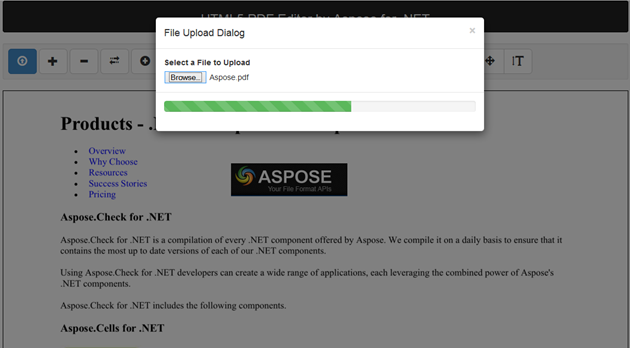 HTML5 PDF Editor by Aspose for .NET
File Upload Dialog
×
Select a File to Upload
Browse.. Aspose.pdf
Products - .
Overview
Why Choose
Resources
Success Stories
Pricing
ASPOSE
Your File Format APIs
Aspose.Check for .NET
Aspose.Check for .NET is a compilation of every .NET component offered by Aspose. We compile it on a daily basis to ensure that it
contains the most up to date versions of each of our .NET components.
Using Aspose.Check for .NET developers can create a wide range of applications, each leveraging the combined power of Aspose's
.NET components.
Aspose.Check for .NET includes the following components.
Aspose.Cells for .NET